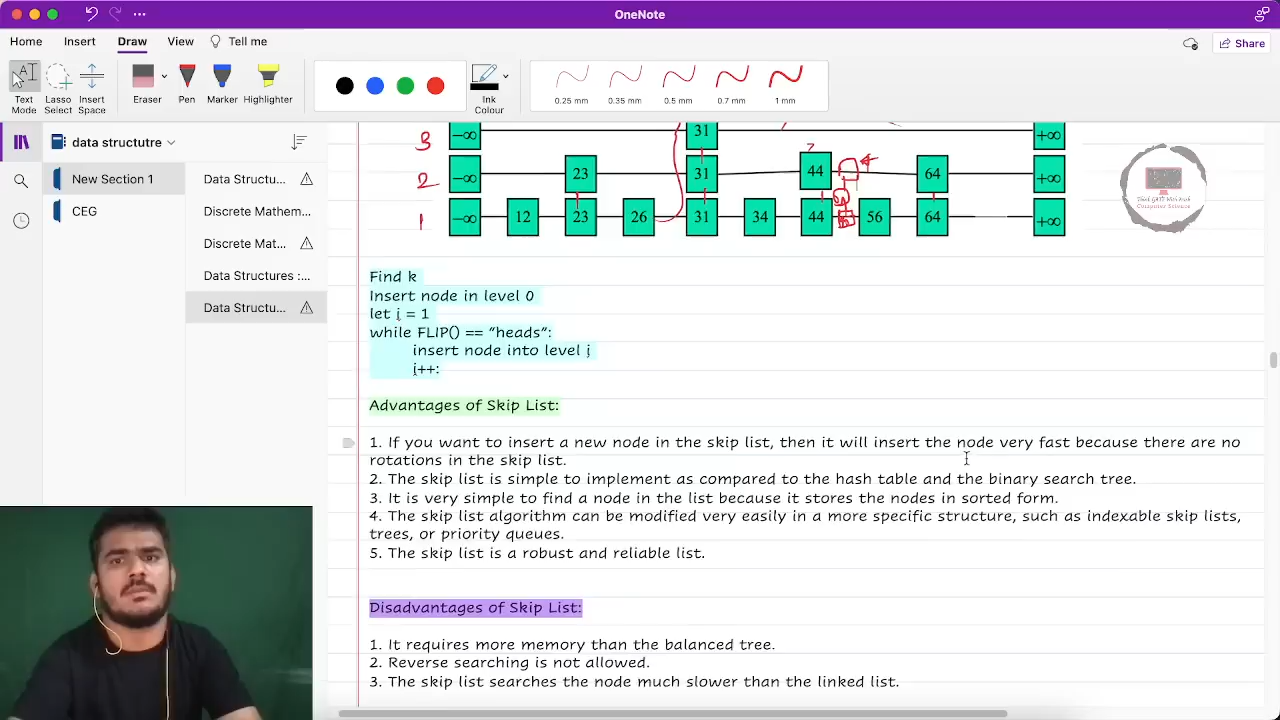 OneNote
Home Insert Draw View Tell me
Share
Text Mode
Lasso Select
Insert Space
Eraser
Pen
Marker
Highlighter
Ink Colour
0.25 mm 0.35 mm 0.5 mm 0.7 mm 1 mm
data structutre
New Section 1
CEG
Data Structu...
Discrete Mathem...
Discrete Mat...
Data Structures :...
Data Structu...
3 −∞ 31 +∞
2 −∞ 23 31 44 64 +∞
1 −∞ 12 23 26 31 34 44 56 64 +∞
Computer Science
Find k
Insert node in level 0
let i = 1
while FLIP() == "heads":
insert node into level i
i++:
Advantages of Skip List:
1. If you want to insert a new node in the skip list, then it will insert the node very fast because there are no
rotations in the skip list.
2. The skip list is simple to implement as compared to the hash table and the binary search tree.
3. It is very simple to find a node in the list because it stores the nodes in sorted form.
4. The skip list algorithm can be modified very easily in a more specific structure, such as indexable skip lists,
trees, or priority queues.
5. The skip list is a robust and reliable list.
Disadvantages of Skip List:
1. It requires more memory than the balanced tree.
2. Reverse searching is not allowed.
3. The skip list searches the node much slower than the linked list.